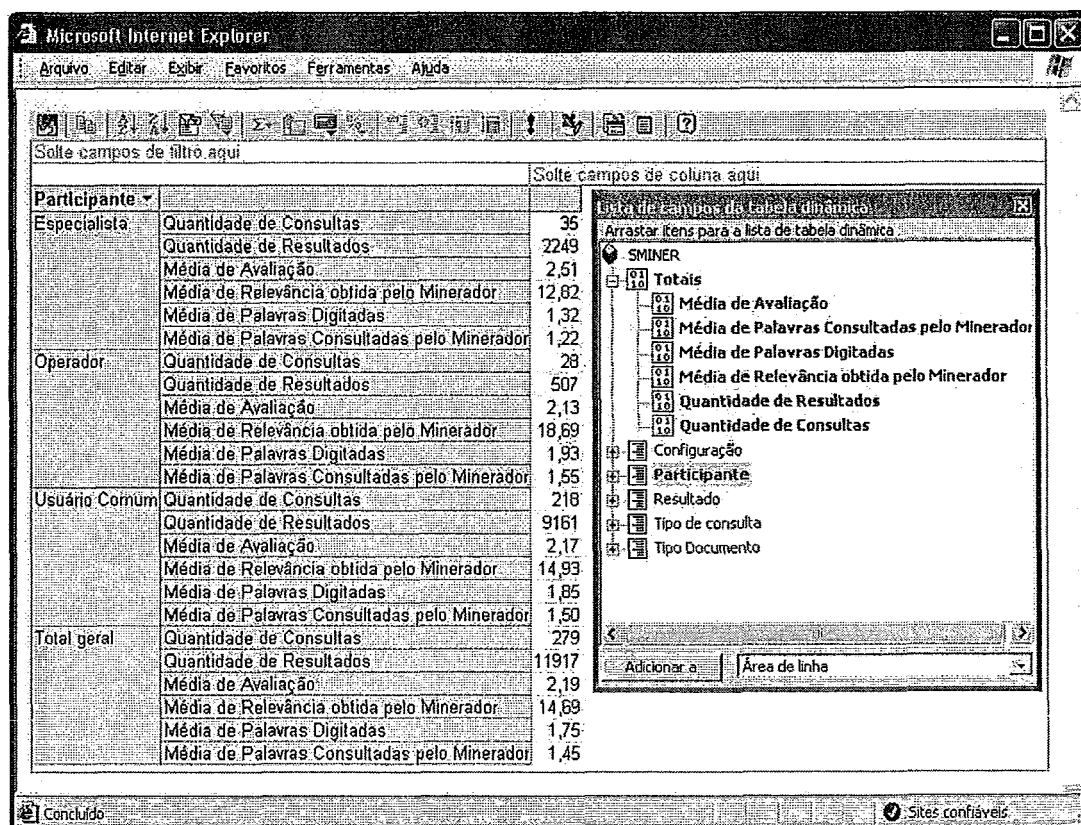 Microsoft Internet Explorer
Arquivo Editar Exibir Favoritos Ferramentas Ajuda
Solte campos de filtro aqui
Solte campos de coluna aqui
Participante
Especialista Quantidade de Consultas 35
Quantidade de Resultados 2249
Média de Avaliação 2,51
Média de Relevância obtida pelo Minerador 12,82
Média de Palavras Digitadas 1,32
Média de Palavras Consultadas pelo Minerador 1,22
Operador Quantidade de Consultas 28
Quantidade de Resultados 507
Média de Avaliação 2,13
Média de Relevância obtida pelo Minerador 18,69
Média de Palavras Digitadas 1,93
Média de Palavras Consultadas pelo Minerador 1,55
Usuário Comum Quantidade de Consultas 216
Quantidade de Resultados 9161
Média de Avaliação 2,17
Média de Relevância obtida pelo Minerador 14,93
Média de Palavras Digitadas 1,85
Média de Palavras Consultadas pelo Minerador 1,50
Total geral Quantidade de Consultas 279
Quantidade de Resultados 11917
Média de Avaliação 2,19
Média de Relevância obtida pelo Minerador 14,69
Média de Palavras Digitadas 1,75
Média de Palavras Consultadas pelo Minerador 1,45
Lista de campos da tabela dinâmica
Arrastar itens para a lista de tabela dinâmica
SMINER
Totais
Média de Avaliação
Média de Palavras Consultadas pelo Minerador
Média de Palavras Digitadas
Média de Relevância obtida pelo Minerador
Quantidade de Resultados
Quantidade de Consultas
Configuração
Participante
Resultado
Tipo de consulta
Tipo Documento
Adicionar a Área de linha
Concluído Sites confiáveis